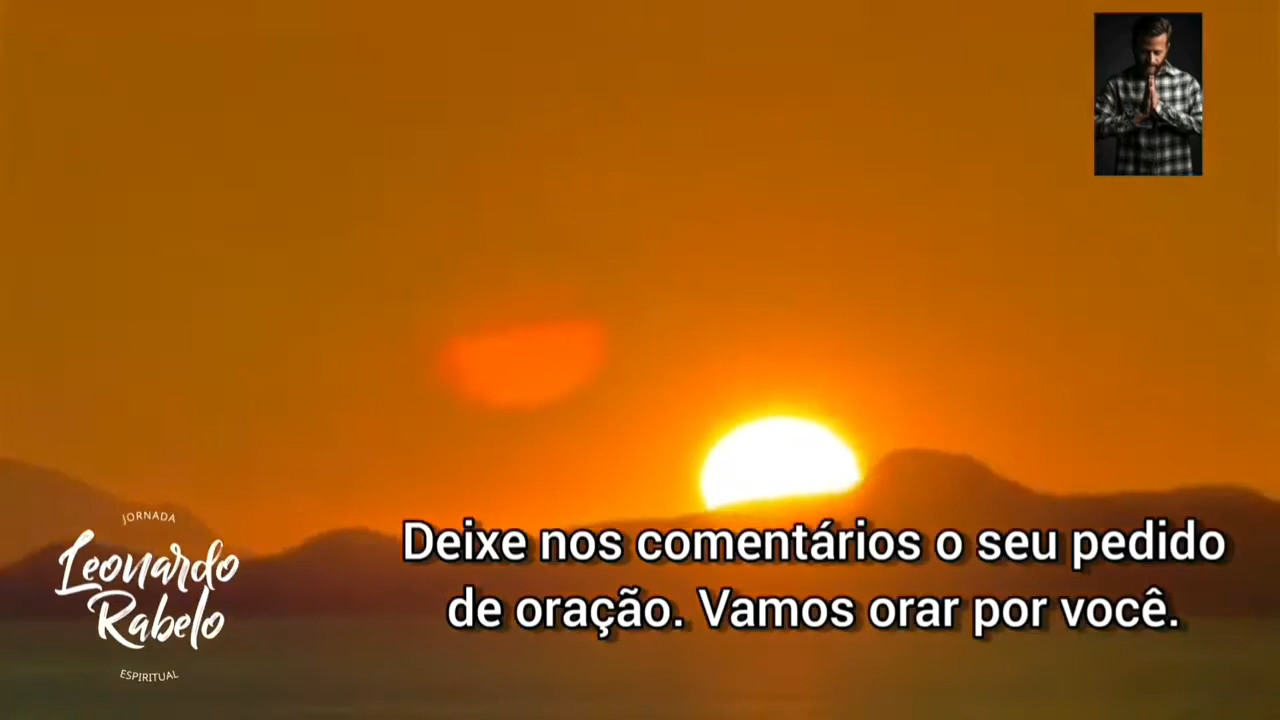 JORNADA
Leonardo
Rabelo
ESPIRITUAL
Deixe nos comentários o seu pedido
de oração. Vamos orar por você.